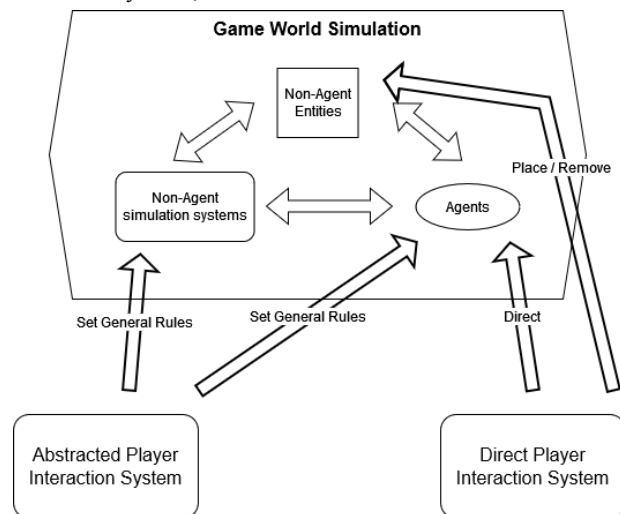 Game World Simulation
Non-Agent
Entities
Place / Remove
Non-Agent
simulation systems
Agents
Set General Rules
Set General Rules
Direct
Abstracted Player
Interaction System
Direct Player
Interaction System